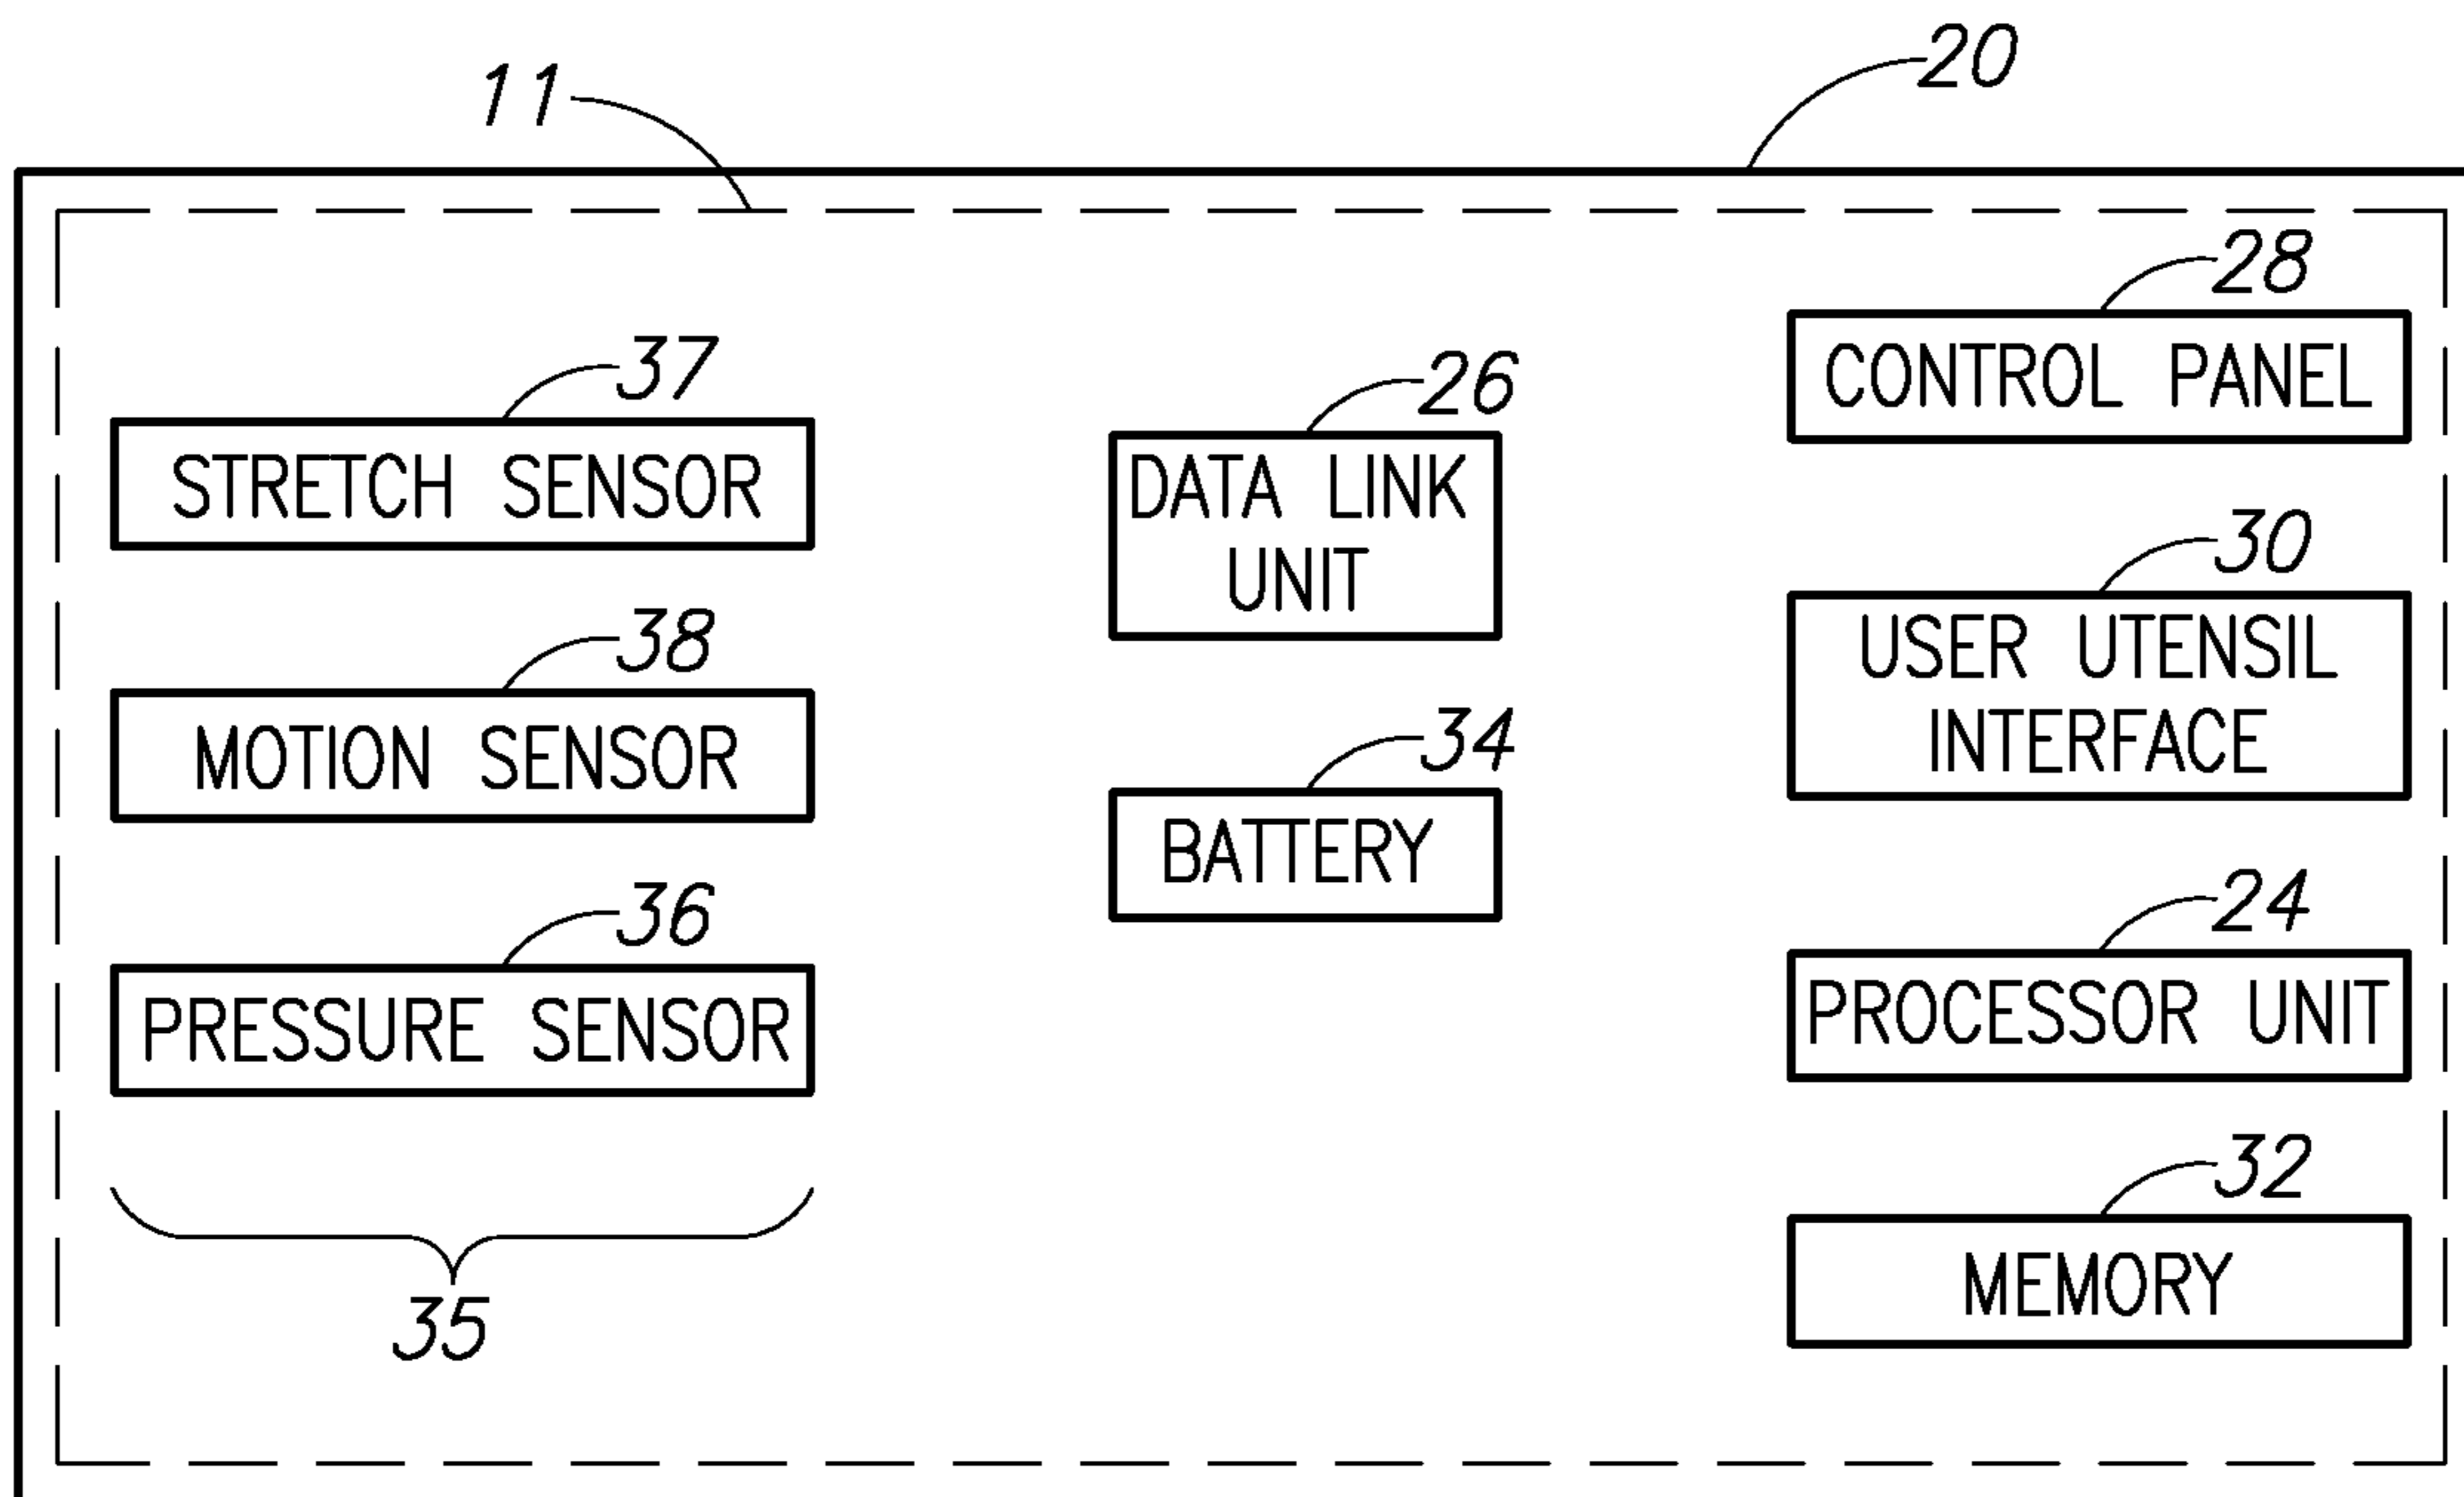 11
20
37
STRETCH SENSOR
38
MOTION SENSOR
36
PRESSURE SENSOR
35
26
DATA LINK
UNIT
34
BATTERY
28
CONTROL PANEL
30
USER UTENSIL
INTERFACE
24
PROCESSOR UNIT
32
MEMORY